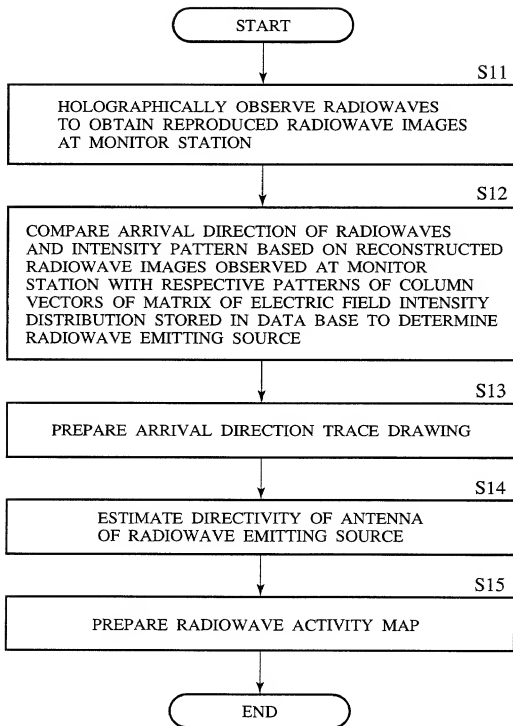 START
S11
HOLOGRAPHICALLY OBSERVE RADIOWAVES
TO OBTAIN REPRODUCED RADIOWAVE IMAGES
AT MONITOR STATION
S12
COMPARE ARRIVAL DIRECTION OF RADIOWAVES
AND INTENSITY PATTERN BASED ON RECONSTRUCTED
RADIOWAVE IMAGES OBSERVED AT MONITOR
STATION WITH RESPECTIVE PATTERNS OF COLUMN
VECTORS OF MATRIX OF ELECTRIC FIELD INTENSITY
DISTRIBUTION STORED IN DATA BASE TO DETERMINE
RADIOWAVE EMITTING SOURCE
S13
PREPARE ARRIVAL DIRECTION TRACE DRAWING
S14
ESTIMATE DIRECTIVITY OF ANTENNA
OF RADIOWAVE EMITTING SOURCE
S15
PREPARE RADIOWAVE ACTIVITY MAP
END